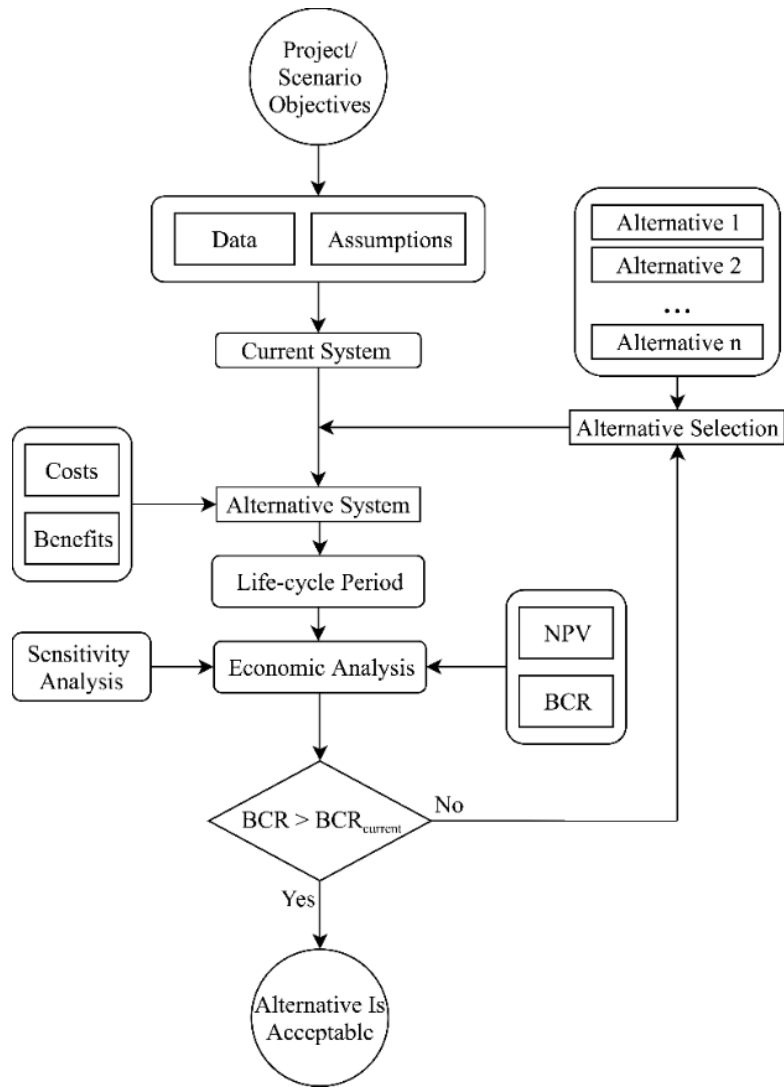 Project/
Scenario
Objectives
Data
Assumptions
Alternative 1
Alternative 2
...
Alternative n
Current System
Alternative Selection
Costs
Benefits
Alternative System
Life-cycle Period
NPV
BCR
Sensitivity
Analysis
Economic Analysis
BCR > BCRcurrent
No
Yes
Alternative Is
Acceptable